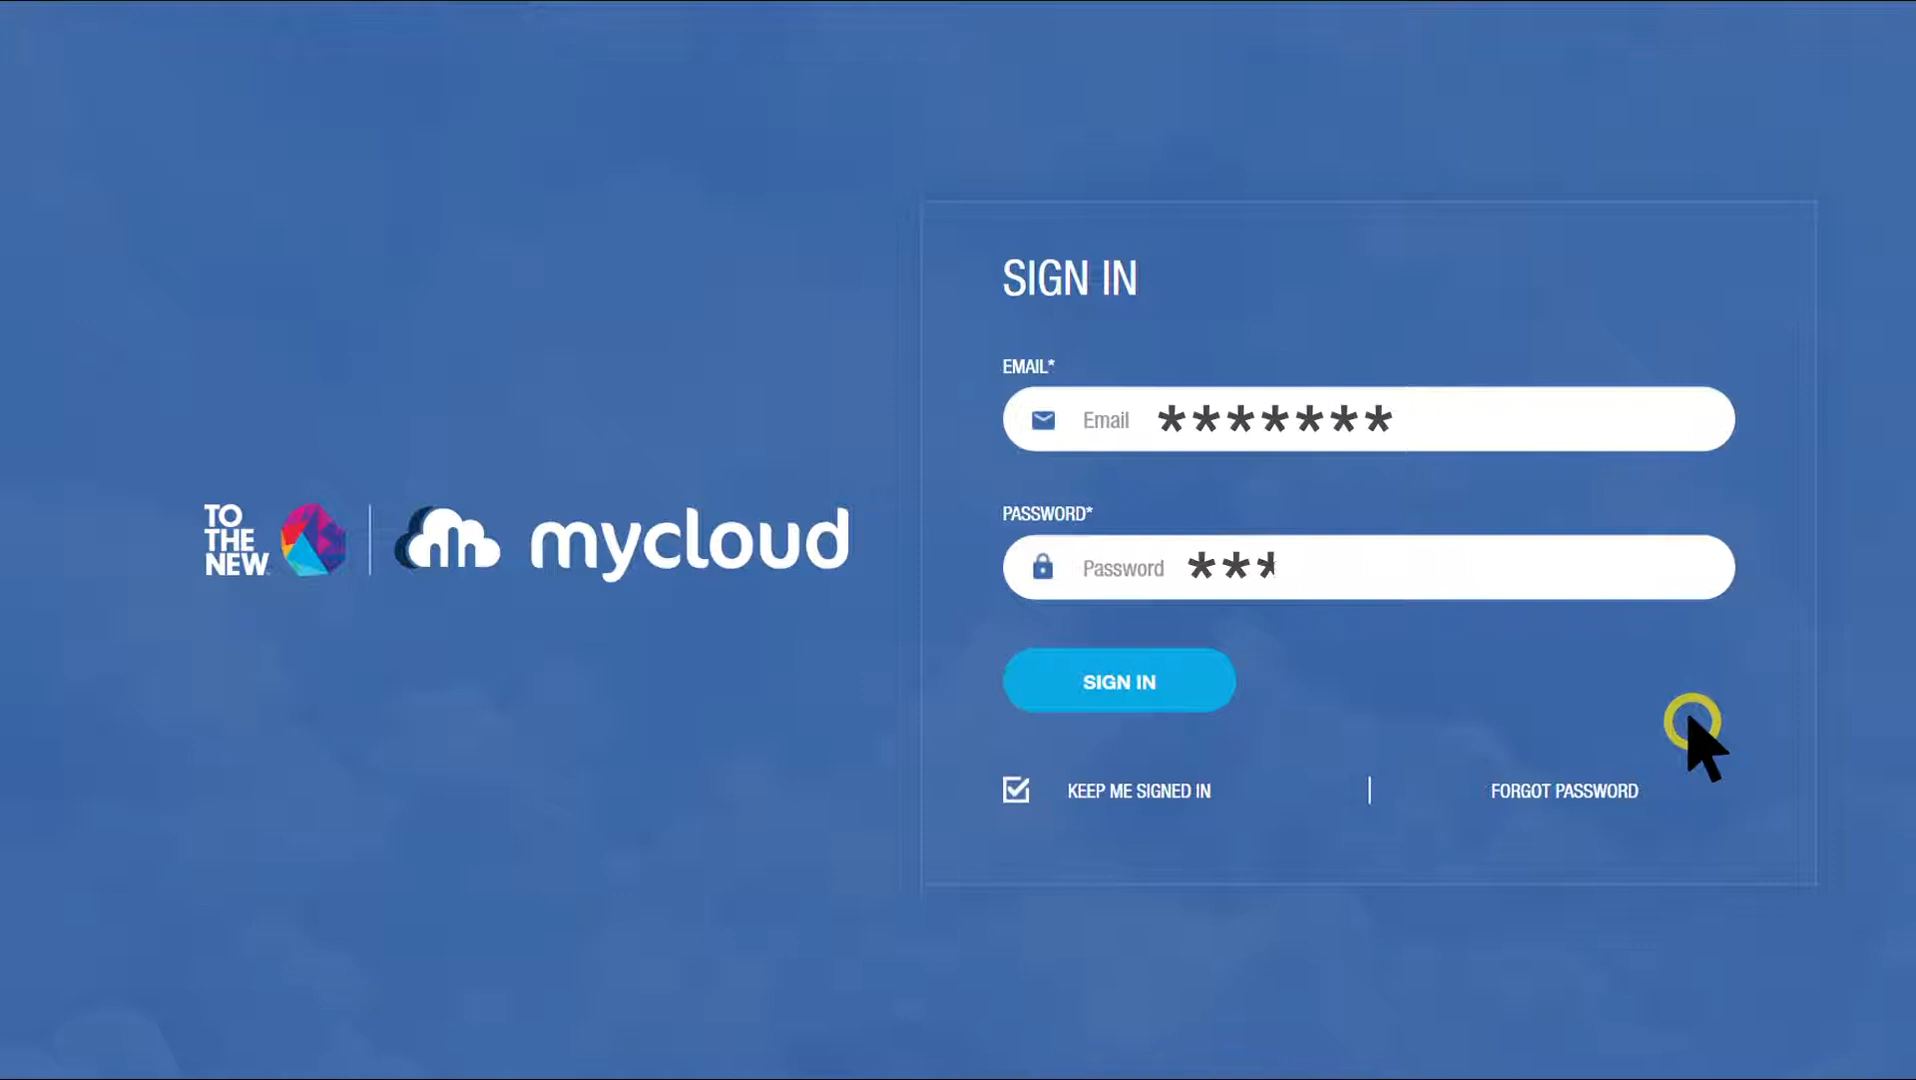 SIGN IN
EMAIL*
Email *******
TO
THE
NEW
mycloud
PASSWORD*
Password ***
SIGN IN
KEEP ME SIGNED IN | FORGOT PASSWORD